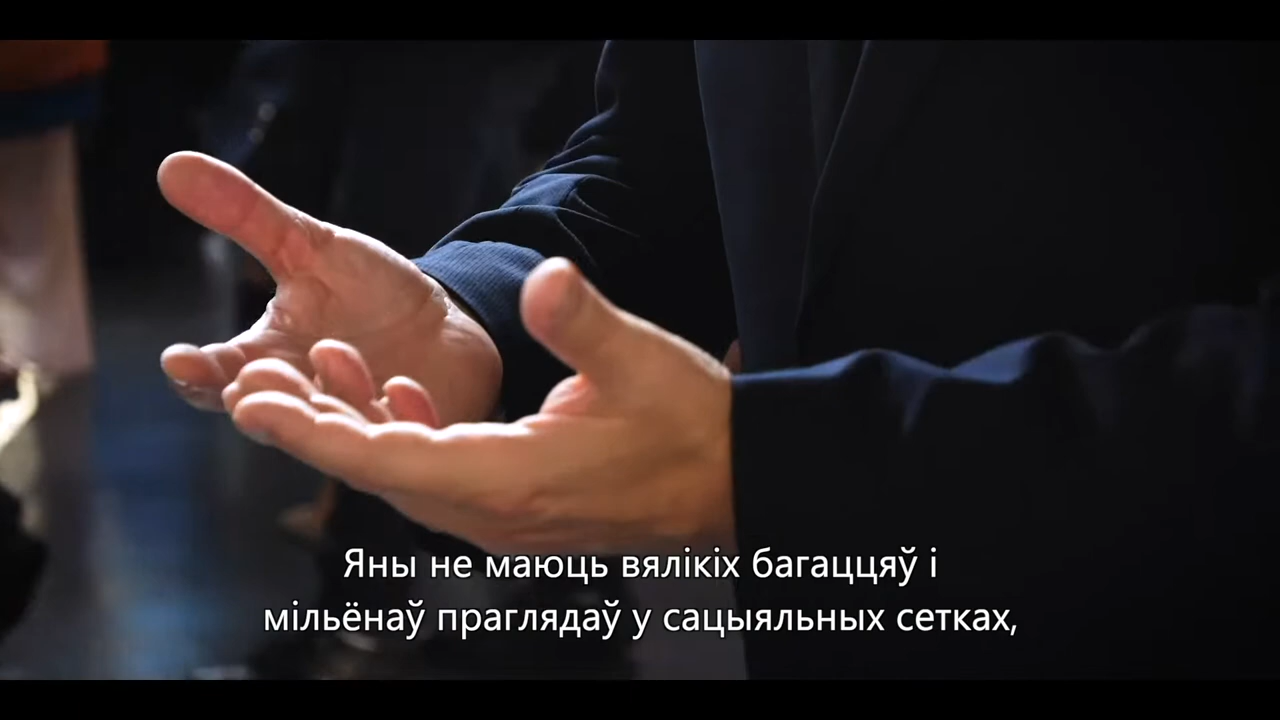 Яны не маюць вялікіх багаццяў і
мільёнаў праглядаў у сацыяльных сетках,